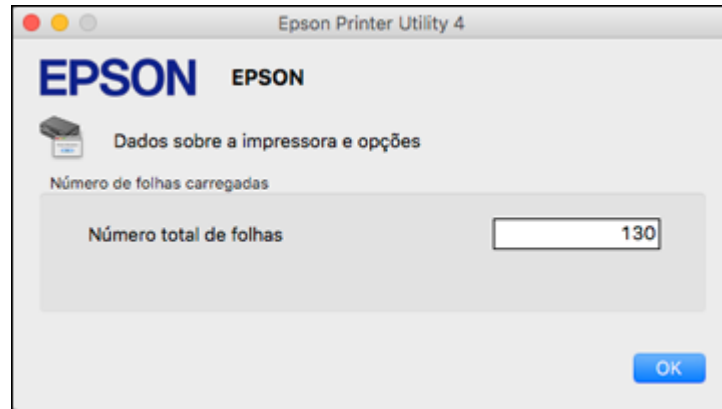 Epson Printer Utility 4
EPSON EPSON
Dados sobre a impressora e opções
Número de folhas carregadas
Número total de folhas 130
OK